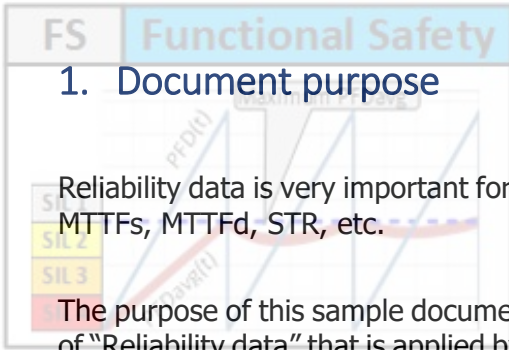 FS Functional Safety
1. Document purpose
Maximum PFDavg
PFD(t)
Reliability data is very important for
SIL 1
MTTFs, MTTFd, STR, etc.
SIL 2
SIL 3
PFDavg(t)
The purpose of this sample docume
of "Reliability data" that is applied b